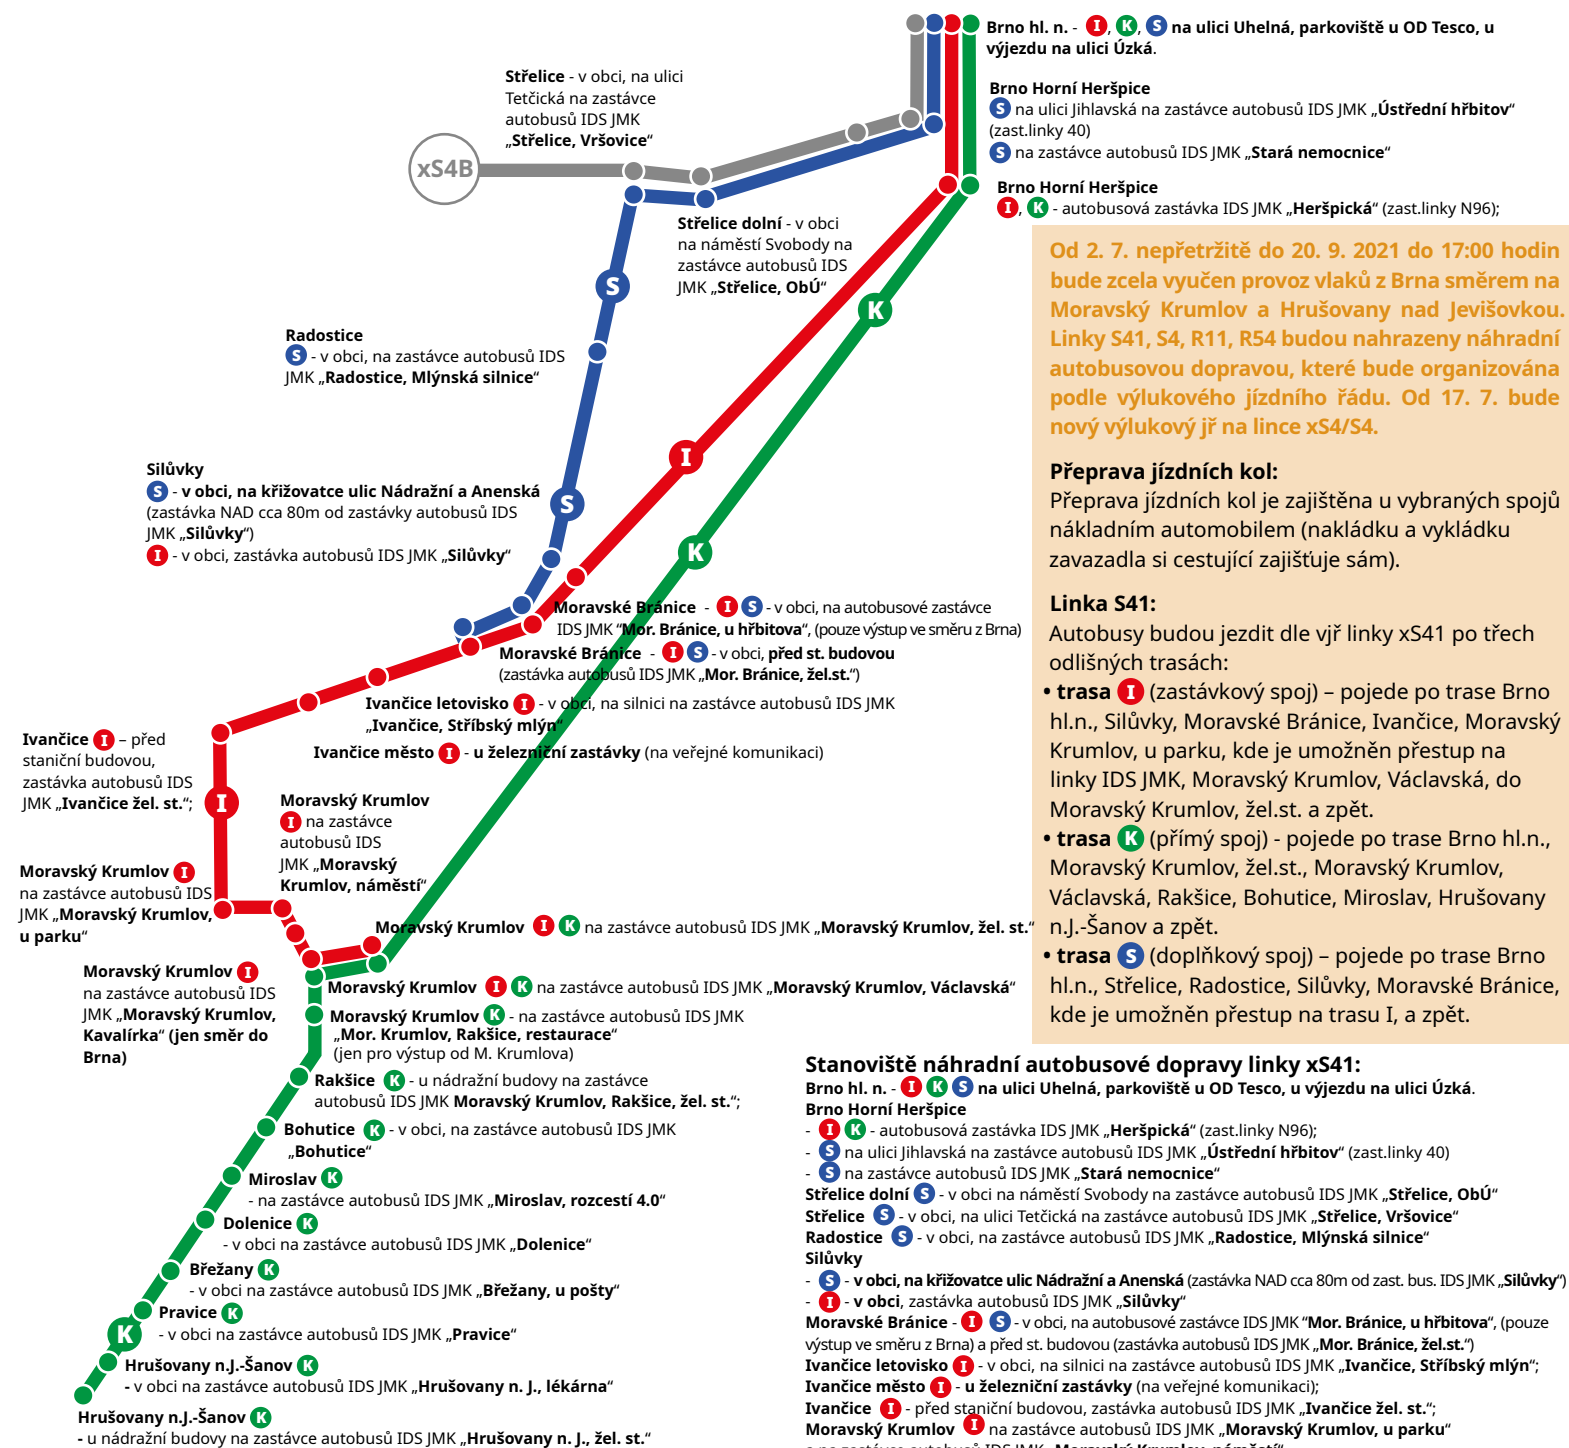 Brno hl. n. - I, K, S na ulici Uhelná, parkoviště u OD Tesco, u
výjezdu na ulici Úzká.
Střelice - v obci, na ulici
Tetčická na zastávce
autobusů IDS JMK
„Střelice, Vršovice“
xS4B
Brno Horní Heršpice
S na ulici Jihlavská na zastávce autobusů IDS JMK „Ústřední hřbitov“
(zast.linky 40)
S na zastávce autobusů IDS JMK „Stará nemocnice“
Brno Horní Heršpice
I, K - autobusová zastávka IDS JMK „Heršpická“ (zast.linky N96);
Střelice dolní - v obci
na náměstí Svobody na
zastávce autobusů IDS
JMK „Střelice, ObÚ“
S
K
Radostice
S - v obci, na zastávce autobusů IDS
JMK „Radostice, Mlýnská silnice“
I
Silůvky
S - v obci, na křižovatce ulic Nádražní a Anenská
(zastávka NAD cca 80m od zastávky autobusů IDS
JMK „Silůvky“)
I - v obci, zastávka autobusů IDS JMK „Silůvky“
S
K
Moravské Bránice - I S - v obci, na autobusové zastávce
IDS JMK “Mor. Bránice, u hřbitova“, (pouze výstup ve směru z Brna)
Moravské Bránice - I S - v obci, před st. budovou
(zastávka autobusů IDS JMK „Mor. Bránice, žel.st.“)
Ivančice letovisko I - v obci, na silnici na zastávce autobusů IDS JMK
„Ivančice, Stříbský mlýn“
Ivančice město I - u železniční zastávky (na veřejné komunikaci)
Ivančice I – před
staniční budovou,
zastávka autobusů IDS
JMK „Ivančice žel. st.“;
I
Moravský Krumlov
I na zastávce
autobusů IDS
JMK „Moravský
Krumlov, náměstí“
Moravský Krumlov I
na zastávce autobusů IDS
JMK „Moravský Krumlov,
u parku“
Moravský Krumlov I K na zastávce autobusů IDS JMK „Moravský Krumlov, žel. st.“
Moravský Krumlov I
na zastávce autobusů IDS
JMK „Moravský Krumlov,
Kavalírka“ (jen směr do
Brna)
Moravský Krumlov I K na zastávce autobusů IDS JMK „Moravský Krumlov, Václavská“
Moravský Krumlov K - na zastávce autobusů IDS JMK
„Mor. Krumlov, Rakšice, restaurace“
(jen pro výstup od M. Krumlova)
Rakšice K - u nádražní budovy na zastávce
autobusů IDS JMK Moravský Krumlov, Rakšice, žel. st.“;
Bohutice K - v obci, na zastávce autobusů IDS JMK
„Bohutice“
Miroslav K
- na zastávce autobusů IDS JMK „Miroslav, rozcestí 4.0“
Dolenice K
- v obci na zastávce autobusů IDS JMK „Dolenice“
Břežany K
- v obci na zastávce autobusů IDS JMK „Břežany, u pošty“
Pravice K
- v obci na zastávce autobusů IDS JMK „Pravice“
K
Hrušovany n.J.-Šanov K
- v obci na zastávce autobusů IDS JMK „Hrušovany n. J., lékárna“
Hrušovany n.J.-Šanov K
- u nádražní budovy na zastávce autobusů IDS JMK „Hrušovany n. J., žel. st.“
Od 2. 7. nepřetržitě do 20. 9. 2021 do 17:00 hodin
bude zcela vyučen provoz vlaků z Brna směrem na
Moravský Krumlov a Hrušovany nad Jevišovkou.
Linky S41, S4, R11, R54 budou nahrazeny náhradní
autobusovou dopravou, které bude organizována
podle výlukového jízdního řádu. Od 17. 7. bude
nový výlukový jř na lince xS4/S4.
Přeprava jízdních kol:
Přeprava jízdních kol je zajištěna u vybraných spojů
nákladním automobilem (nakládku a vykládku
zavazadla si cestující zajišťuje sám).
Linka S41:
Autobusy budou jezdit dle vjř linky xS41 po třech
odlišných trasách:
• trasa I (zastávkový spoj) – pojede po trase Brno
hl.n., Silůvky, Moravské Bránice, Ivančice, Moravský
Krumlov, u parku, kde je umožněn přestup na
linky IDS JMK, Moravský Krumlov, Václavská, do
Moravský Krumlov, žel.st. a zpět.
• trasa K (přímý spoj) - pojede po trase Brno hl.n.,
Moravský Krumlov, žel.st., Moravský Krumlov,
Václavská, Rakšice, Bohutice, Miroslav, Hrušovany
n.J.-Šanov a zpět.
• trasa S (doplňkový spoj) – pojede po trase Brno
hl.n., Střelice, Radostice, Silůvky, Moravské Bránice,
kde je umožněn přestup na trasu I, a zpět.
Stanoviště náhradní autobusové dopravy linky xS41:
Brno hl. n. - I K S na ulici Uhelná, parkoviště u OD Tesco, u výjezdu na ulici Úzká.
Brno Horní Heršpice
- I K - autobusová zastávka IDS JMK „Heršpická“ (zast.linky N96);
- S na ulici Jihlavská na zastávce autobusů IDS JMK „Ústřední hřbitov“ (zast.linky 40)
- S na zastávce autobusů IDS JMK „Stará nemocnice“
Střelice dolní S - v obci na náměstí Svobody na zastávce autobusů IDS JMK „Střelice, ObÚ“
Střelice S - v obci, na ulici Tetčická na zastávce autobusů IDS JMK „Střelice, Vršovice“
Radostice S - v obci, na zastávce autobusů IDS JMK „Radostice, Mlýnská silnice“
Silůvky
- S - v obci, na křižovatce ulic Nádražní a Anenská (zastávka NAD cca 80m od zast. bus. IDS JMK „Silůvky“)
- I - v obci, zastávka autobusů IDS JMK „Silůvky“
Moravské Bránice - I S - v obci, na autobusové zastávce IDS JMK “Mor. Bránice, u hřbitova“, (pouze
výstup ve směru z Brna) a před st. budovou (zastávka autobusů IDS JMK „Mor. Bránice, žel.st.“)
Ivančice letovisko I - v obci, na silnici na zastávce autobusů IDS JMK „Ivančice, Stříbský mlýn“;
Ivančice město I - u železniční zastávky (na veřejné komunikaci);
Ivančice I - před staniční budovou, zastávka autobusů IDS JMK „Ivančice žel. st.“;
Moravský Krumlov I na zastávce autobusů IDS JMK „Moravský Krumlov, u parku“